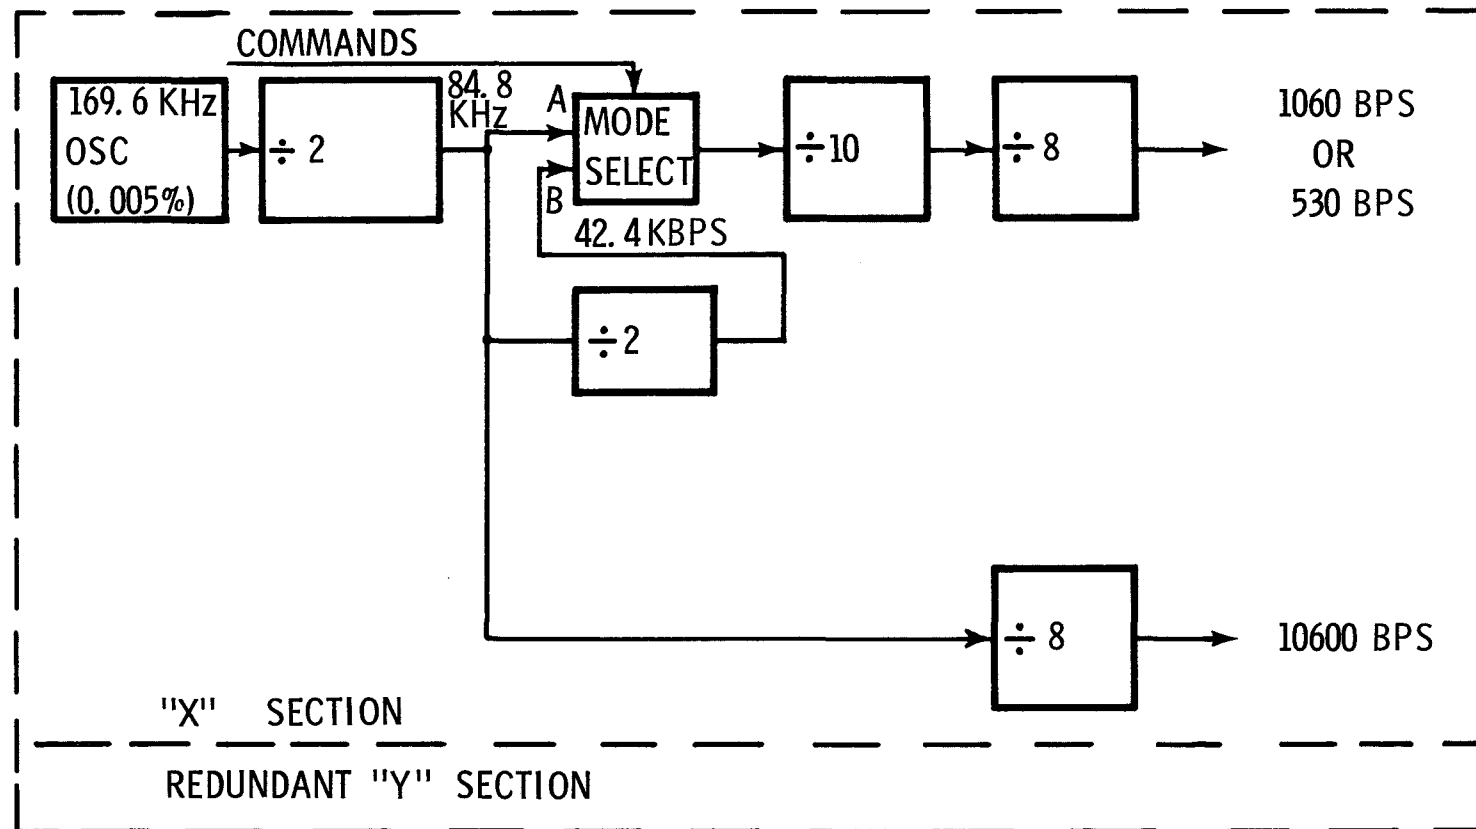 COMMANDS
169.6 KHz
OSC
(0.005%)
÷ 2
84.8
KHz
A
B
MODE
SELECT
42.4 KBPS
÷10
÷ 8
1060 BPS
OR
530 BPS
÷2
÷ 8
10600 BPS
"X" SECTION
REDUNDANT "Y" SECTION